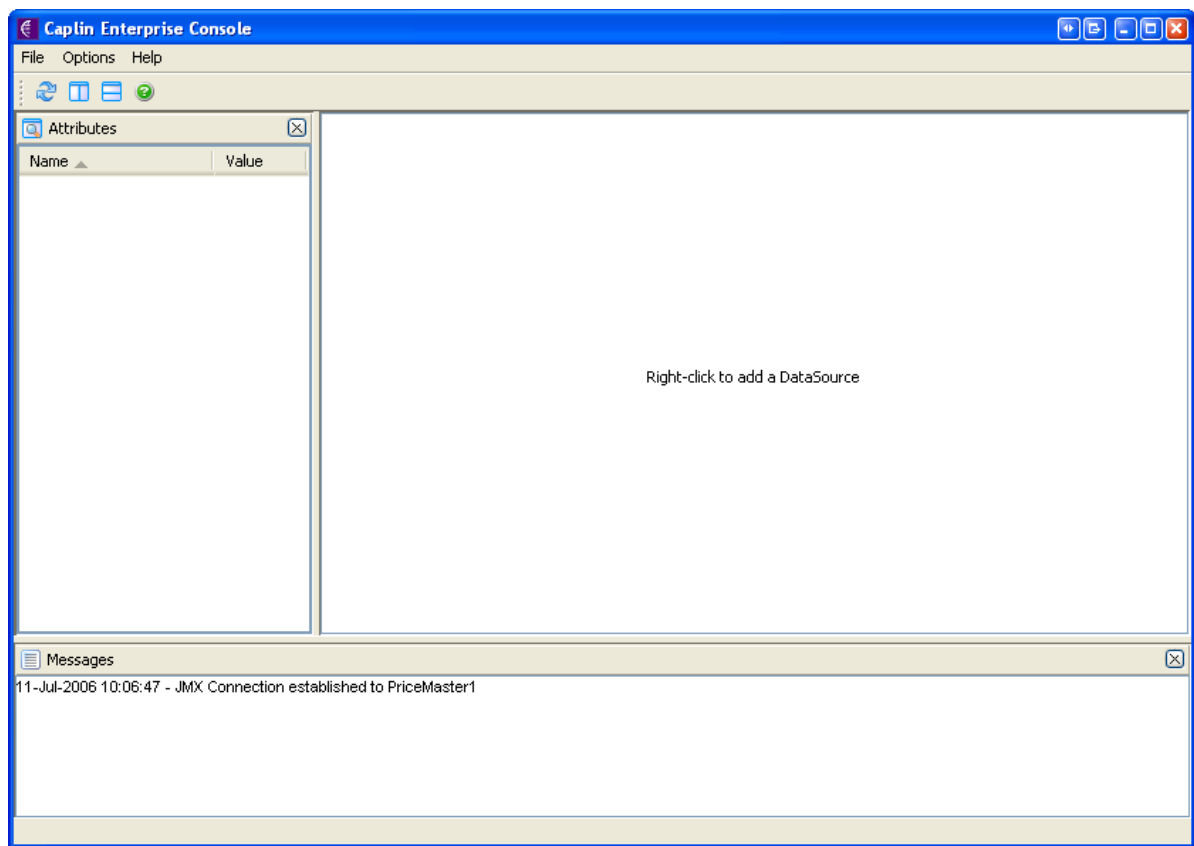 Caplin Enterprise Console
File Options Help
Attributes
Name Value
Right-click to add a DataSource
Messages
11-Jul-2006 10:06:47 - JMX Connection established to PriceMaster1